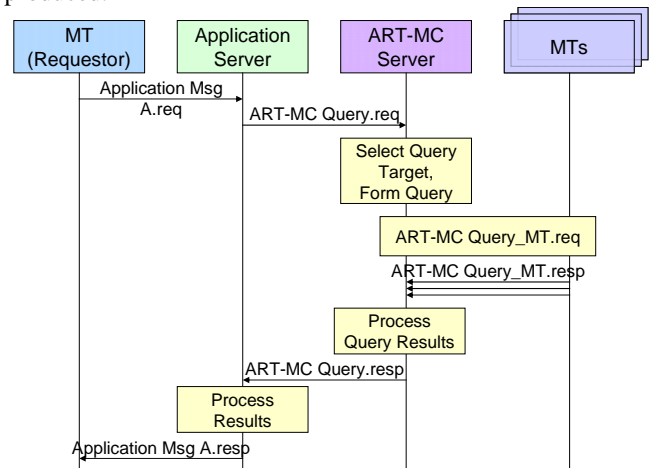 produced.
MT
(Requestor)
Application
Server
ART-MC
Server
MTs
Application Msg
A.req
ART-MC Query.req
Select Query
Target,
Form Query
ART-MC Query_MT.req
ART-MC Query_MT.resp
Process
Query Results
ART-MC Query.resp
Process
Results
Application Msg A.resp